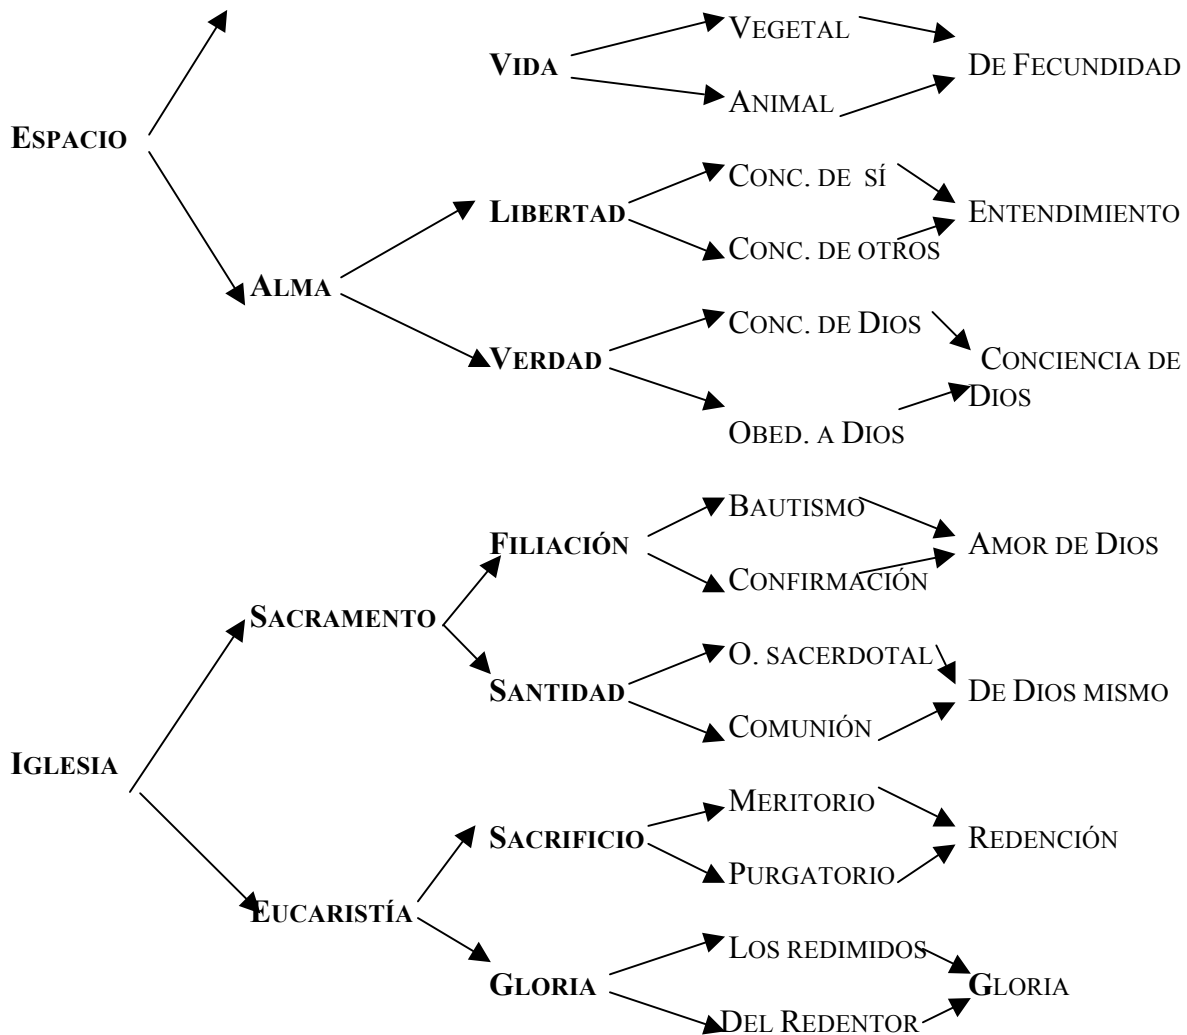 VEGETAL
VIDA
DE FECUNDIDAD
ANIMAL
ESPACIO
CONC. DE SÍ
LIBERTAD
ENTENDIMIENTO
CONC. DE OTROS
ALMA
CONC. DE DIOS
VERDAD
CONCIENCIA DE
DIOS
OBED. A DIOS
BAUTISMO
FILIACIÓN
AMOR DE DIOS
CONFIRMACIÓN
SACRAMENTO
O. SACERDOTAL
SANTIDAD
DE DIOS MISMO
COMUNIÓN
IGLESIA
MERITORIO
SACRIFICIO
REDENCIÓN
PURGATORIO
EUCARISTÍA
LOS REDIMIDOS
GLORIA
GLORIA
DEL REDENTOR